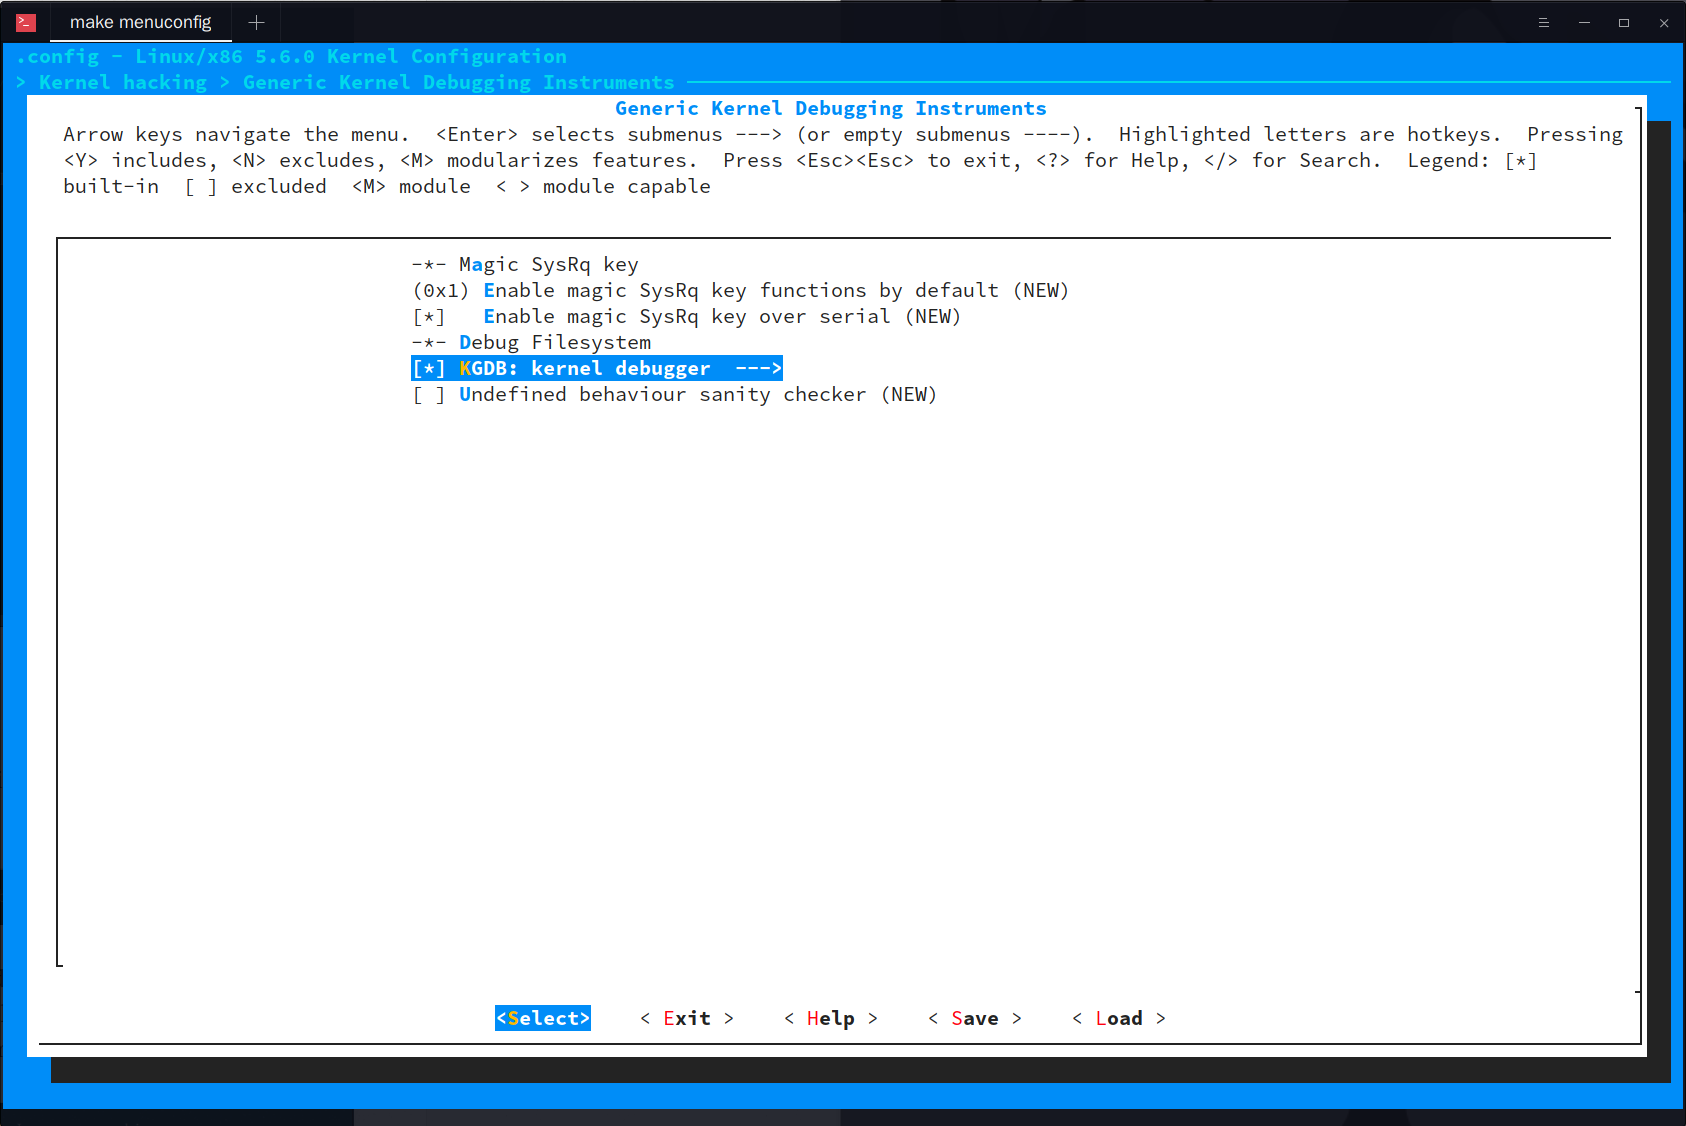 make menuconfig
.config - Linux/x86 5.6.0 Kernel Configuration
> Kernel hacking > Generic Kernel Debugging Instruments
Generic Kernel Debugging Instruments
Arrow keys navigate the menu.  <Enter> selects submenus ---> (or empty submenus ----).  Highlighted letters are hotkeys.  Pressing
<Y> includes, <N> excludes, <M> modularizes features.  Press <Esc><Esc> to exit, <?> for Help, </> for Search.  Legend: [*]
built-in  [ ] excluded  <M> module  < > module capable
-*- Magic SysRq key
(0x1) Enable magic SysRq key functions by default (NEW)
[*]   Enable magic SysRq key over serial (NEW)
-*- Debug Filesystem
[*] KGDB: kernel debugger  --->
[ ] Undefined behaviour sanity checker (NEW)
<Select>    < Exit >    < Help >    < Save >    < Load >